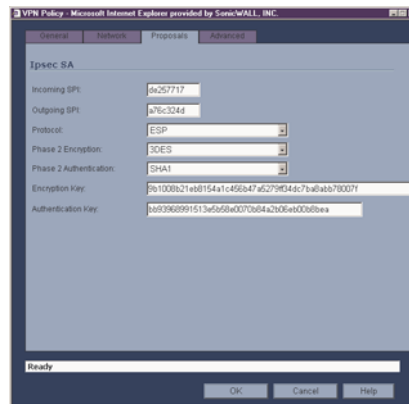 VPN Policy - Microsoft Internet Explorer provided by SonicWALL, INC.
General Network Proposals Advanced
Ipsec SA
Incoming SPI: de257717
Outgoing SPI: a76c324d
Protocol: ESP
Phase 2 Encryption: 3DES
Phase 2 Authentication: SHA1
Encryption Key:
Authentication Key:
Ready
OK Cancel Help